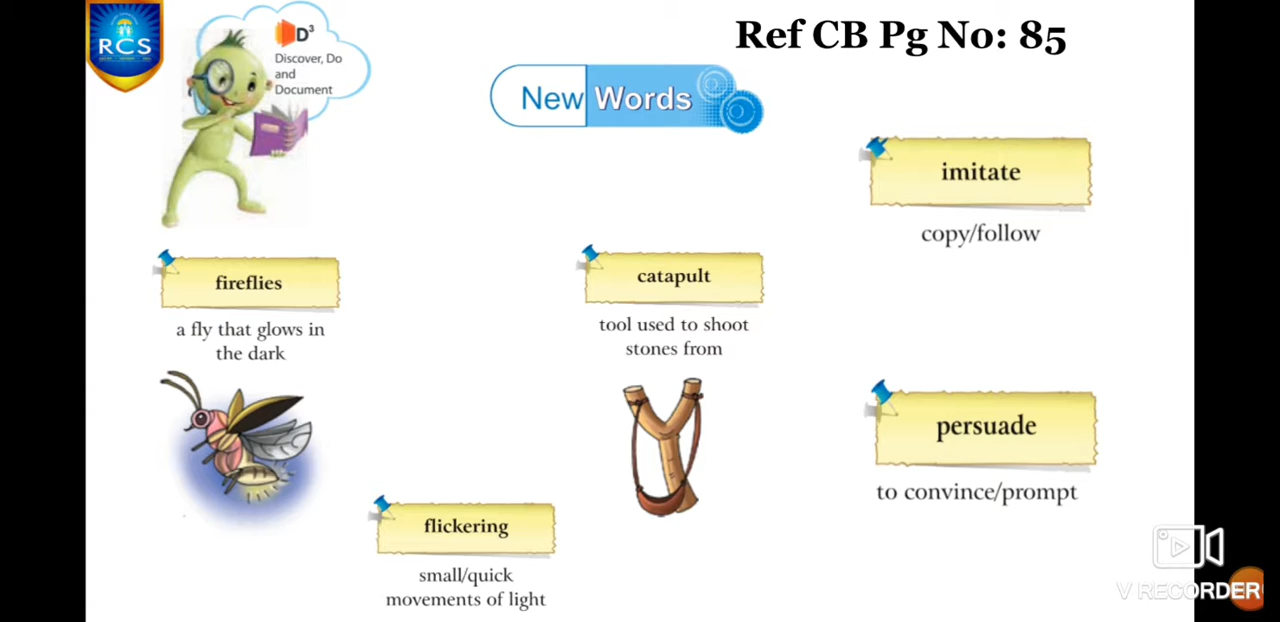 RCS
D3
Discover, Do
and
Document
Ref CB Pg No: 85
New Words
imitate
copy/follow
fireflies
a fly that glows in
the dark
catapult
tool used to shoot
stones from
persuade
to convince/prompt
flickering
small/quick
movements of light
V RECORDER